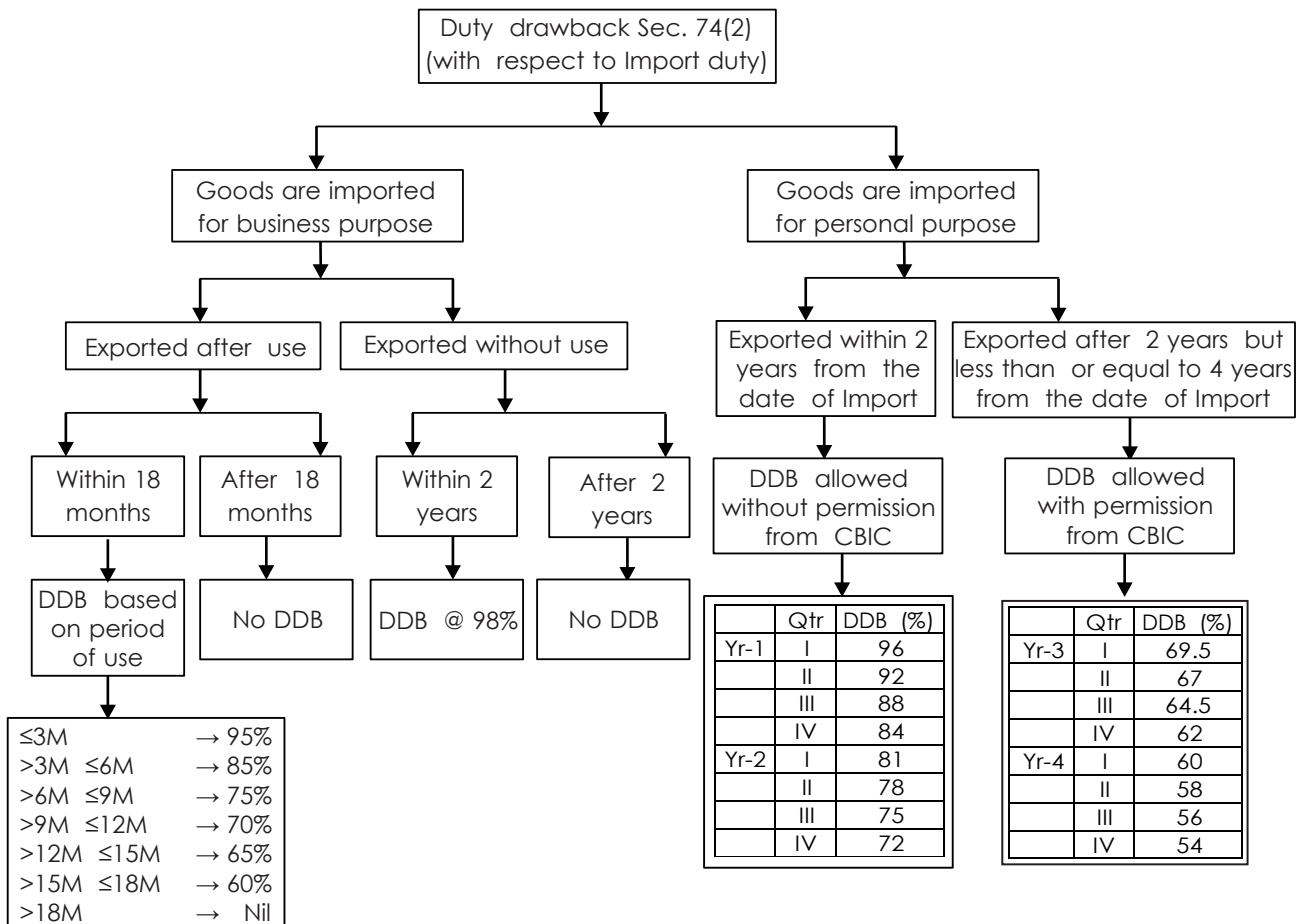 Duty drawback Sec. 74(2)
(with respect to Import duty)
Goods are imported
for business purpose
Goods are imported
for personal purpose
Exported after use
Exported without use
Exported within 2
years from the
date of Import
Exported after 2 years but
less than or equal to 4 years
from the date of Import
Within 18
months
After 18
months
Within 2
years
After 2
years
DDB allowed
without permission
from CBIC
DDB allowed
with permission
from CBIC
DDB based
on period
of use
No DDB
DDB @ 98%
No DDB
≤3M → 95%
>3M ≤6M → 85%
>6M ≤9M → 75%
>9M ≤12M → 70%
>12M ≤15M → 65%
>15M ≤18M → 60%
>18M → Nil
Qtr DDB (%)
Yr-1 I 96
II 92
III 88
IV 84
Yr-2 I 81
II 78
III 75
IV 72
Qtr DDB (%)
Yr-3 I 69.5
II 67
III 64.5
IV 62
Yr-4 I 60
II 58
III 56
IV 54